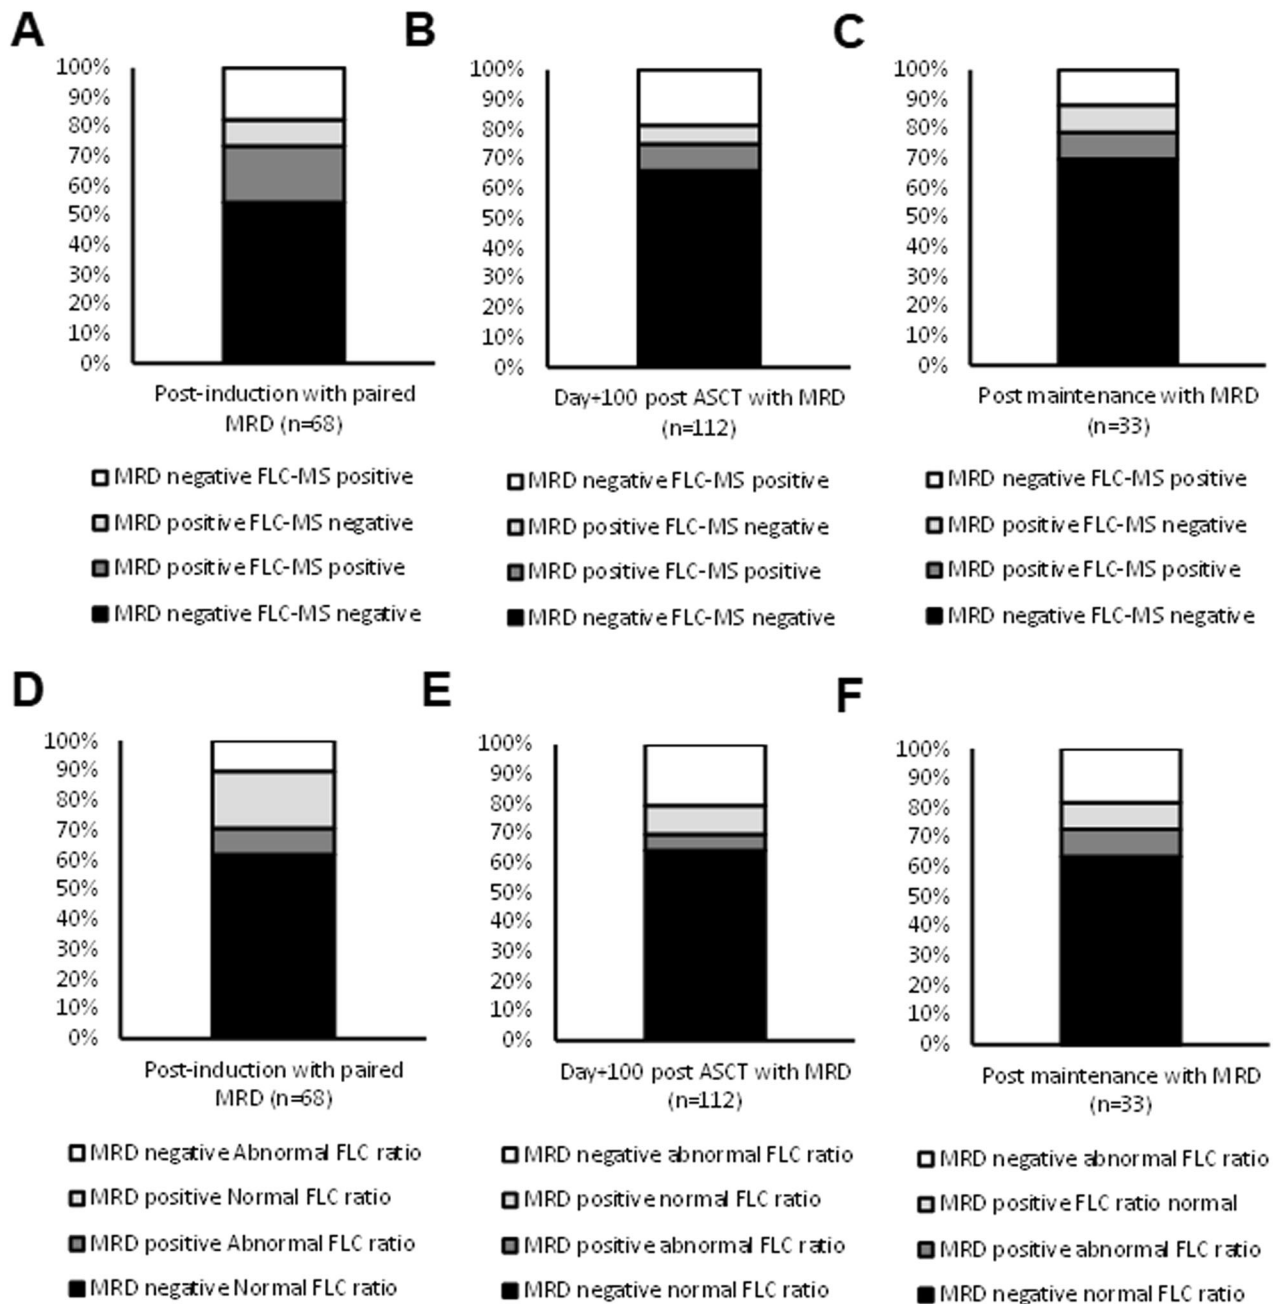 A
100%
90%
80%
70%
60%
50%
40%
30%
20%
10%
0%
Post-induction with paired
MRD (n=68)
MRD negative FLC-MS positive
MRD positive FLC-MS negative
MRD positive FLC-MS positive
MRD negative FLC-MS negative
B
100%
90%
80%
70%
60%
50%
40%
30%
20%
10%
0%
Day+100 post ASCT with MRD
(n=112)
MRD negative FLC-MS positive
MRD positive FLC-MS negative
MRD positive FLC-MS positive
MRD negative FLC-MS negative
C
100%
90%
80%
70%
60%
50%
40%
30%
20%
10%
0%
Post maintenance with MRD
(n=33)
MRD negative FLC-MS positive
MRD positive FLC-MS negative
MRD positive FLC-MS positive
MRD negative FLC-MS negative
D
100%
90%
80%
70%
60%
50%
40%
30%
20%
10%
0%
Post-induction with paired
MRD (n=68)
MRD negative Abnormal FLC ratio
MRD positive Normal FLC ratio
MRD positive Abnormal FLC ratio
MRD negative Normal FLC ratio
E
100%
90%
80%
70%
60%
50%
40%
30%
20%
10%
0%
Day+100 post ASCT with MRD
(n=112)
MRD negative abnormal FLC ratio
MRD positive normal FLC ratio
MRD positive abnormal FLC ratio
MRD negative normal FLC ratio
F
100%
90%
80%
70%
60%
50%
40%
30%
20%
10%
0%
Post maintenance with MRD
(n=33)
MRD negative abnormal FLC ratio
MRD positive FLC ratio normal
MRD positive abnormal FLC ratio
MRD negative normal FLC ratio